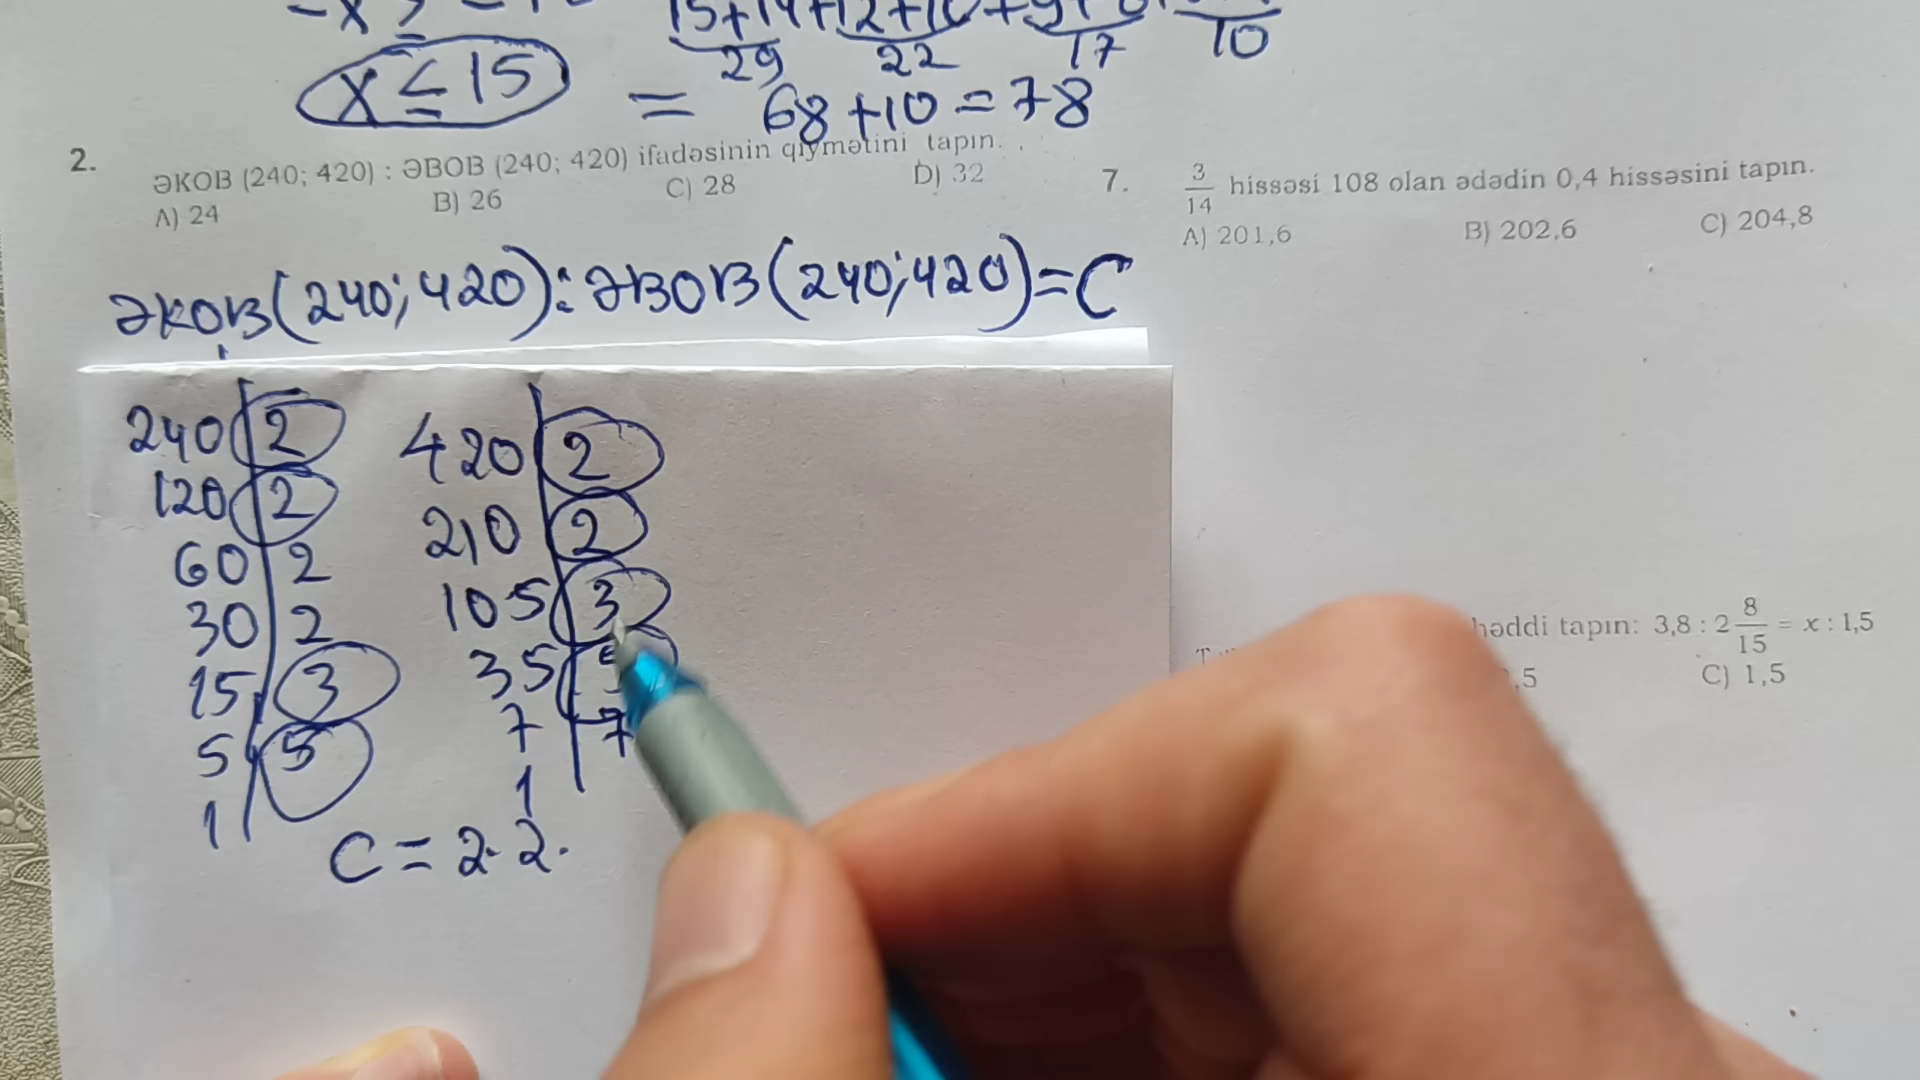 x ≤ 15
29 22 17 10
= 68+10=78
2. ƏKOB (240; 420) : ƏBOB (240; 420) ifadəsinin qiymətini tapın.
A) 24 B) 26 C) 28 D) 32
ƏKOB(240;420):ƏBOB(240;420)=C
240 2
120 2
60 2
30 2
15 3
5 5
1
420 2
210 2
105 3
35 5
7 7
1
C=2·2·
7. 3/14 hissəsi 108 olan ədədin 0,4 hissəsini tapın.
A) 201,6 B) 202,6 C) 204,8
həddi tapın: 3,8 : 2 8/15 = x : 1,5
,5 C) 1,5